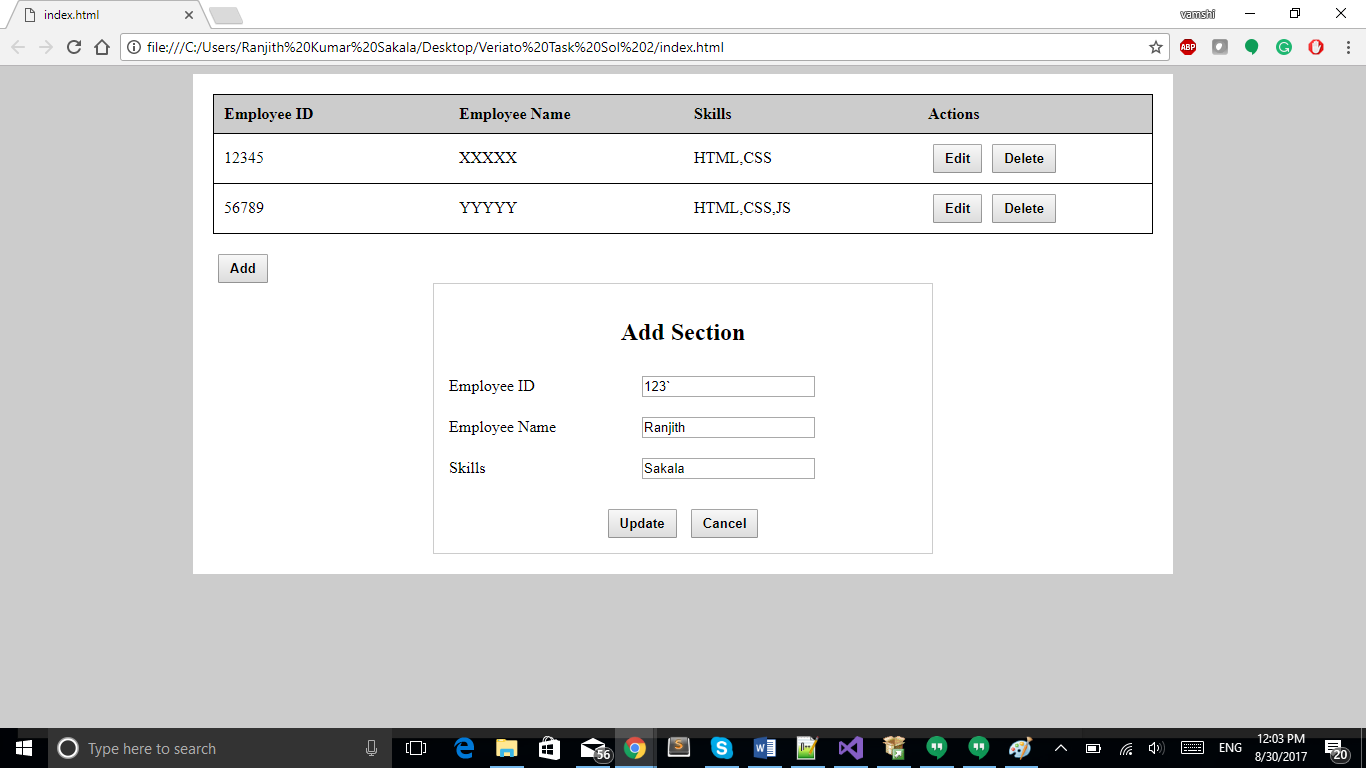 index.html
vamshi
file:///C:/Users/Ranjith%20Kumar%20Sakala/Desktop/Veriato%20Task%20Sol%202/index.html
ABP
Employee ID Employee Name Skills Actions
12345 XXXXX HTML,CSS Edit Delete
56789 YYYYY HTML,CSS,JS Edit Delete
Add
Add Section
Employee ID 123`
Employee Name Ranjith
Skills Sakala
Update Cancel
Type here to search
56
ENG
12:03 PM
8/30/2017
20